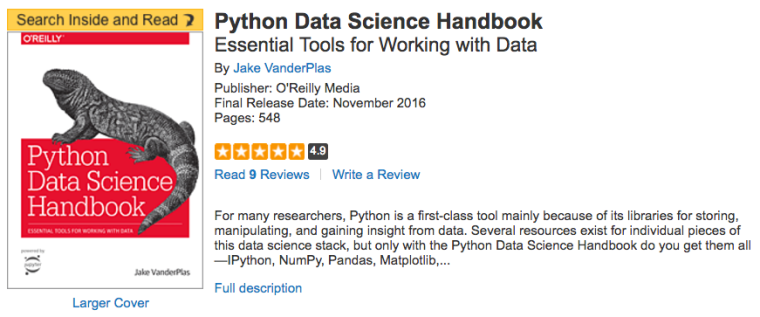 Search Inside and Read
O'REILLY
Python
Data Science
Handbook
ESSENTIAL TOOLS FOR WORKING WITH DATA
powered by
jupyter
Jake VanderPlas
Larger Cover
Python Data Science Handbook
Essential Tools for Working with Data
By Jake VanderPlas
Publisher: O'Reilly Media
Final Release Date: November 2016
Pages: 548
4.9
Read 9 Reviews | Write a Review
For many researchers, Python is a first-class tool mainly because of its libraries for storing,
manipulating, and gaining insight from data. Several resources exist for individual pieces of
this data science stack, but only with the Python Data Science Handbook do you get them all
—IPython, NumPy, Pandas, Matplotlib,...
Full description